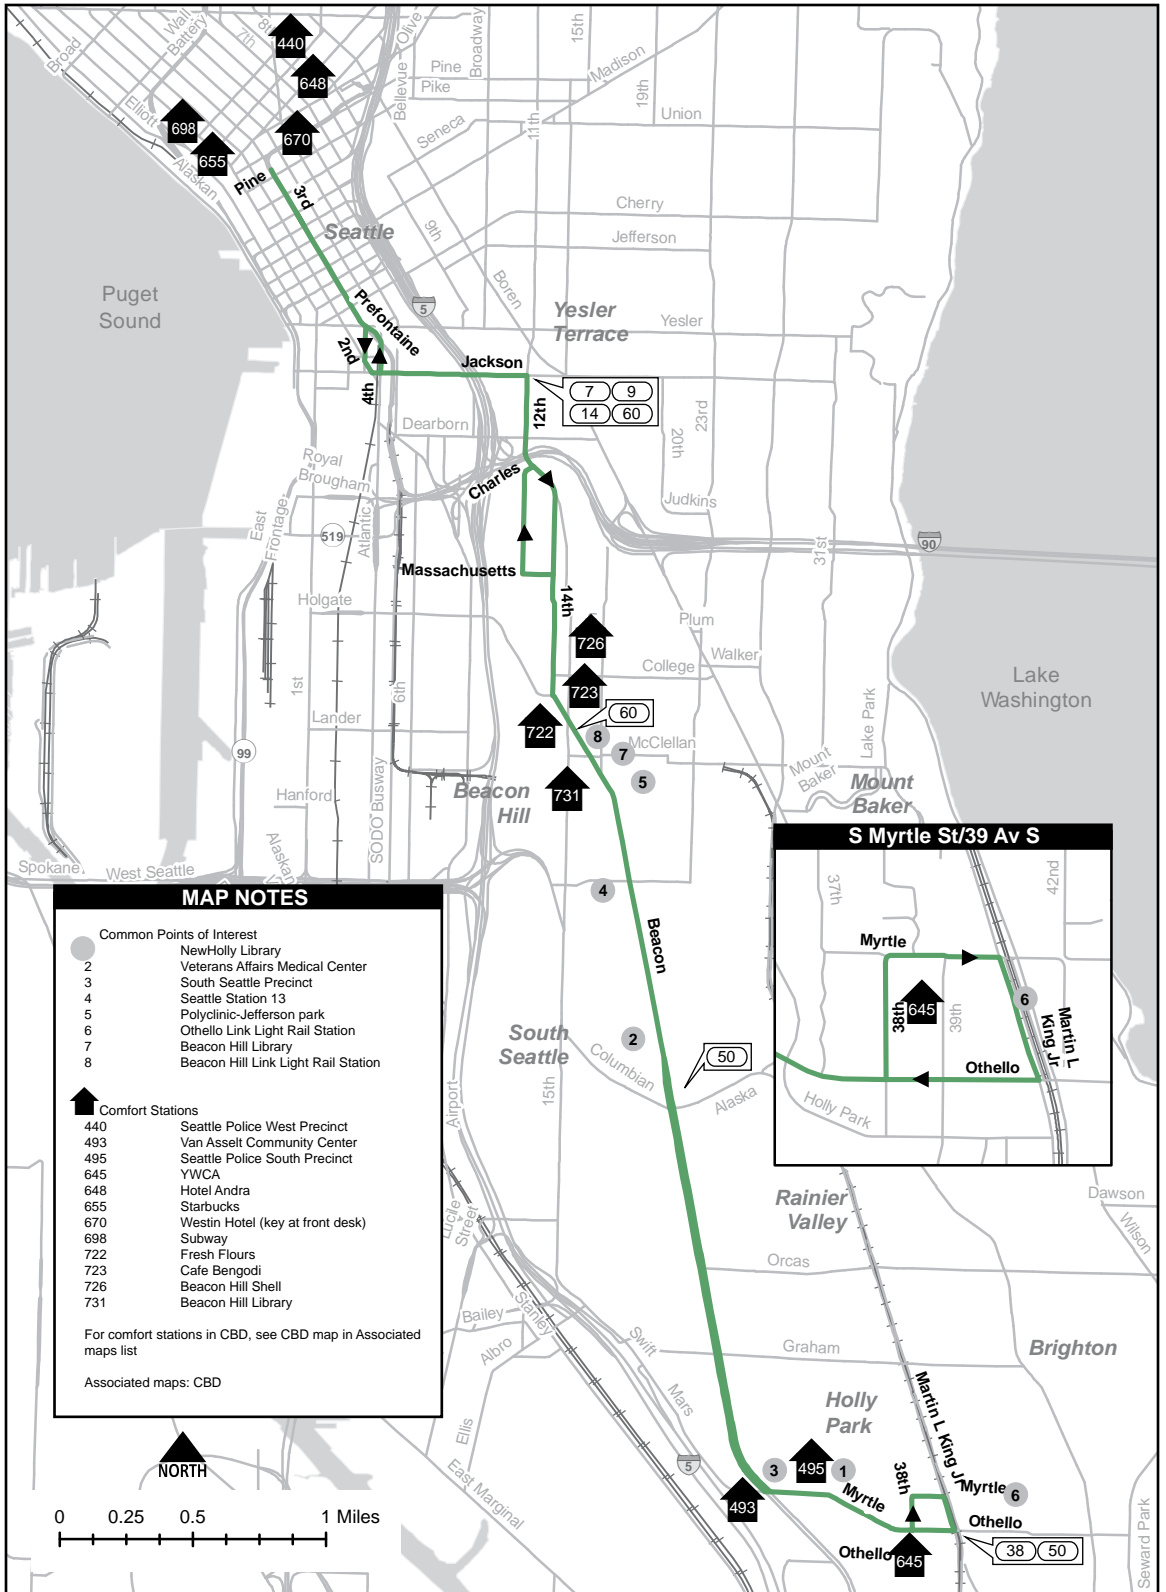 Broad
Wall
Battery
7th
8th
440
648
Bellevue
Olive
Broadway
Pine
Pike
15th
Madison
19th
Union
11th
Seneca
Elliott
Alaskan
698
655
670
Pine
3rd
Seattle
9th
Cherry
Jefferson
Boren
Puget
Sound
5
Yesler
Terrace
Yesler
Prefontaine
2nd
4th
Jackson
7 9
14 60
12th
Dearborn
23rd
20th
Royal
Brougham
Charles
Judkins
East
Frontage
519
Atlantic
31st
90
Massachusetts
14th
Holgate
Plum
726
College
Walker
723
Lake
Washington
1st
6th
Lander
722
60
8
7
McClellan
Lake Park
99
5
Mount
Baker
Mount
Baker
Hanford
SODO Busway
Beacon
Hill
731
Alaskan
Spokane
West Seattle
4
Beacon
S Myrtle St/39 Av S
37th
42nd
Myrtle
38th
645
39th
6
Martin L
King Jr
Othello
Holly Park
MAP NOTES
Common Points of Interest
NewHolly Library
2 Veterans Affairs Medical Center
3 South Seattle Precinct
4 Seattle Station 13
5 Polyclinic-Jefferson park
6 Othello Link Light Rail Station
7 Beacon Hill Library
8 Beacon Hill Link Light Rail Station
Comfort Stations
440 Seattle Police West Precinct
493 Van Asselt Community Center
495 Seattle Police South Precinct
645 YWCA
648 Hotel Andra
655 Starbucks
670 Westin Hotel (key at front desk)
698 Subway
722 Fresh Flours
723 Cafe Bengodi
726 Beacon Hill Shell
731 Beacon Hill Library
For comfort stations in CBD, see CBD map in Associated
maps list
Associated maps: CBD
South
Seattle
2
50
Columbian
Alaska
15th
Airport
Rainier
Valley
Dawson
Wilson
Lucile
Street
Orcas
Bailey
Stanley
Albro
Swift
Graham
Brighton
Mars
Holly
Park
Martin L King Jr
Ellis
East Marginal
5
3
495
1
38th
493
Myrtle
Myrtle
6
Othello
Othello
645
38 50
Seward Park
NORTH
0 0.25 0.5 1 Miles